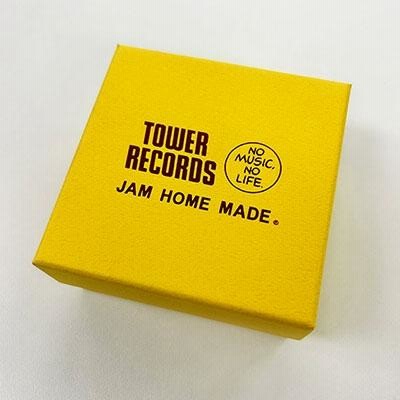 TOWER
RECORDS
NO
MUSIC,
NO
LIFE.
JAM HOME MADE®